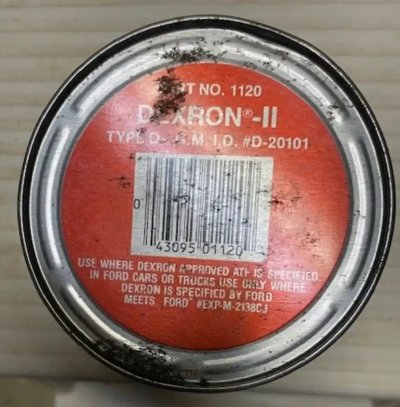 NO. 1120
DEXRON®-II
TYPE D- G.M. I.D. #D-20101
0
43095 01120
USE WHERE DEXRON APPROVED ATF IS SPECIFIED.
IN FORD CARS OR TRUCKS USE ONLY WHERE
DEXRON IS SPECIFIED BY FORD
MEETS FORD #EXP-M-2138CJ